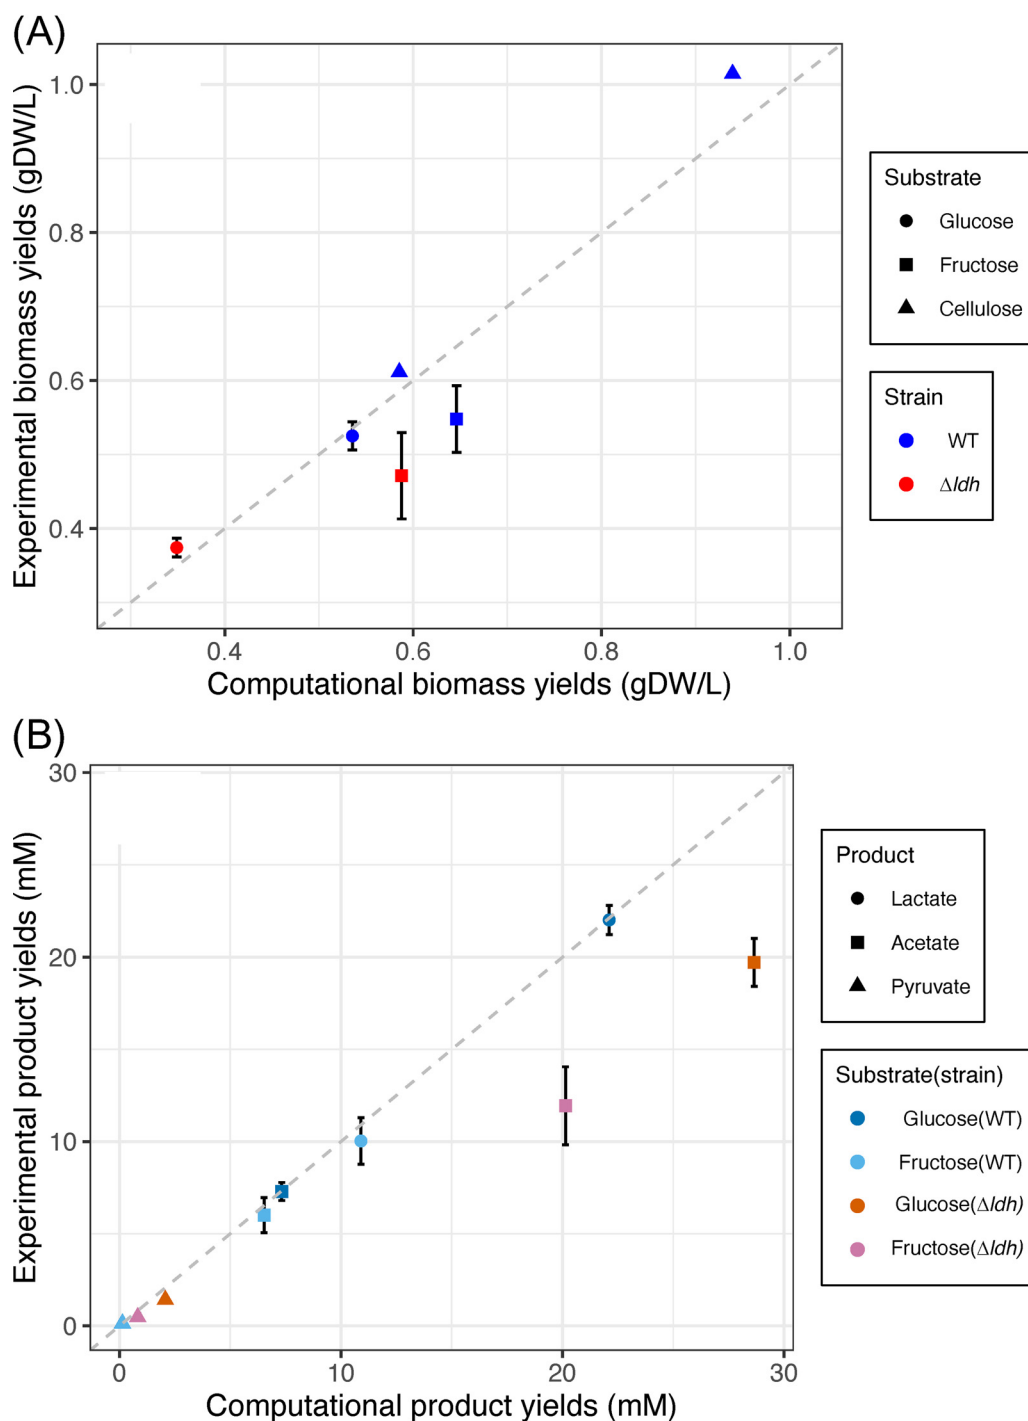 (A)
Experimental biomass yields (gDW/L)
1.0
0.8
0.6
0.4
0.4 0.6 0.8 1.0
Computational biomass yields (gDW/L)
Substrate
Glucose
Fructose
Cellulose
Strain
WT
Δldh
(B)
Experimental product yields (mM)
30
20
10
0
0 10 20 30
Computational product yields (mM)
Product
Lactate
Acetate
Pyruvate
Substrate(strain)
Glucose(WT)
Fructose(WT)
Glucose(Δldh)
Fructose(Δldh)